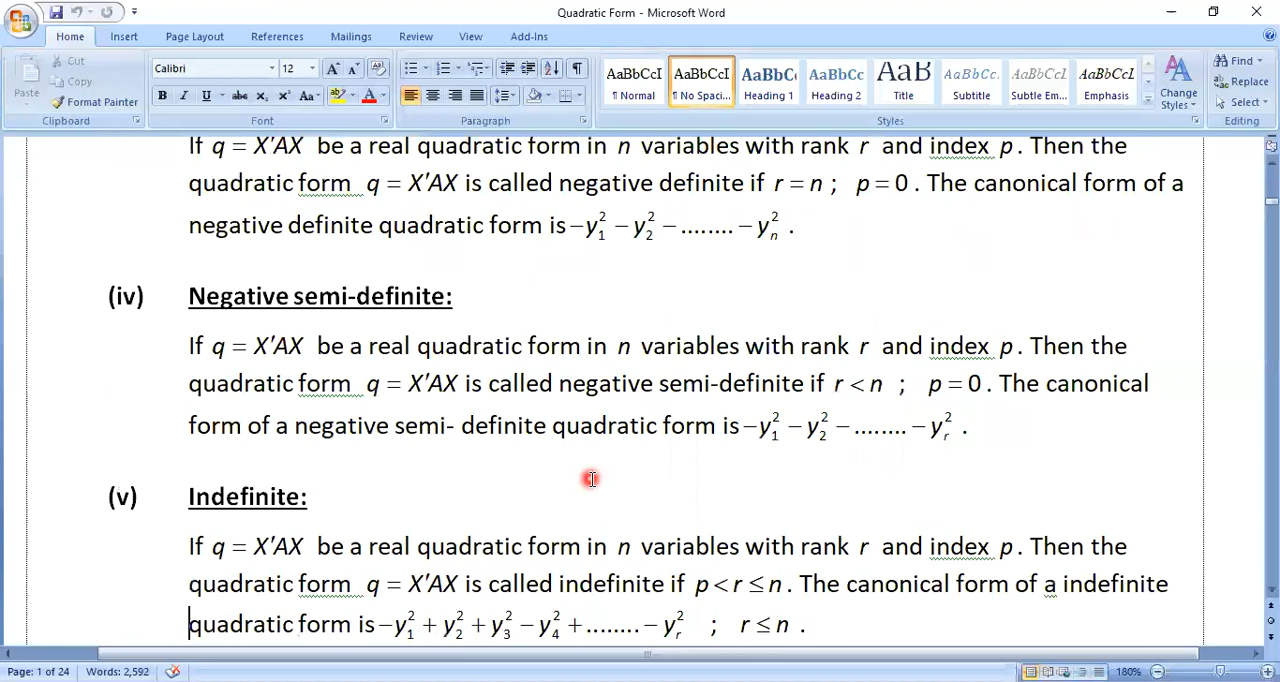 Quadratic Form - Microsoft Word
Home Insert Page Layout References Mailings Review View Add-Ins
Cut
Copy
Format Painter
Paste
Clipboard
Calibri 12
Font
Paragraph
AaBbCcI AaBbCcI AaBbC AaBbCc AaB AaBbCc. AaBbCcI AaBbCcI
¶ Normal ¶ No Spaci... Heading 1 Heading 2 Title Subtitle Subtle Em... Emphasis
Change Styles
Styles
Find
Replace
Select
Editing
If q = X′AX be a real quadratic form in n variables with rank r and index p. Then the
quadratic form q = X′AX is called negative definite if r = n ; p = 0 . The canonical form of a
negative definite quadratic form is −y₁² − y₂² − ........ − yₙ² .
(iv) Negative semi-definite:
If q = X′AX be a real quadratic form in n variables with rank r and index p. Then the
quadratic form q = X′AX is called negative semi-definite if r < n ; p = 0 . The canonical
form of a negative semi- definite quadratic form is −y₁² − y₂² − ........ − yᵣ² .
(v) Indefinite:
If q = X′AX be a real quadratic form in n variables with rank r and index p. Then the
quadratic form q = X′AX is called indefinite if p < r ≤ n. The canonical form of a indefinite
quadratic form is −y₁² + y₂² + y₃² − y₄² + ........ − yᵣ² ; r ≤ n .
Page: 1 of 24 Words: 2,592 180%